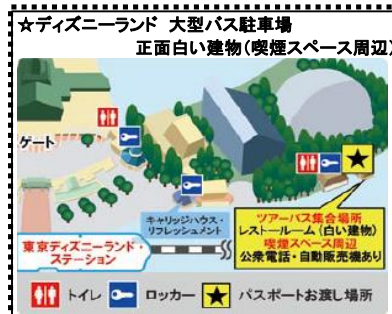 ☆ディズニーランド 大型バス駐車場
正面白い建物(喫煙スペース周辺)
ゲート
キャリッジハウス・
リフレッシュメント
東京ディズニーランド・
ステーション
ツアーバス集合場所
レストルーム(白い建物)
喫煙スペース周辺
公衆電話・自動販売機あり
トイレ ロッカー パスポートお渡し場所